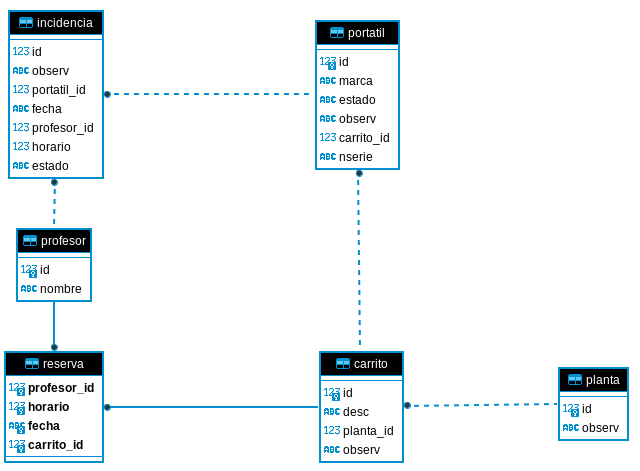 incidencia
123 id
ABC observ
123 portatil_id
ABC fecha
123 profesor_id
123 horario
ABC estado
portatil
123 id
ABC marca
ABC estado
ABC observ
123 carrito_id
ABC nserie
profesor
123 id
ABC nombre
reserva
123 profesor_id
123 horario
ABC fecha
123 carrito_id
carrito
123 id
ABC desc
123 planta_id
ABC observ
planta
123 id
ABC observ